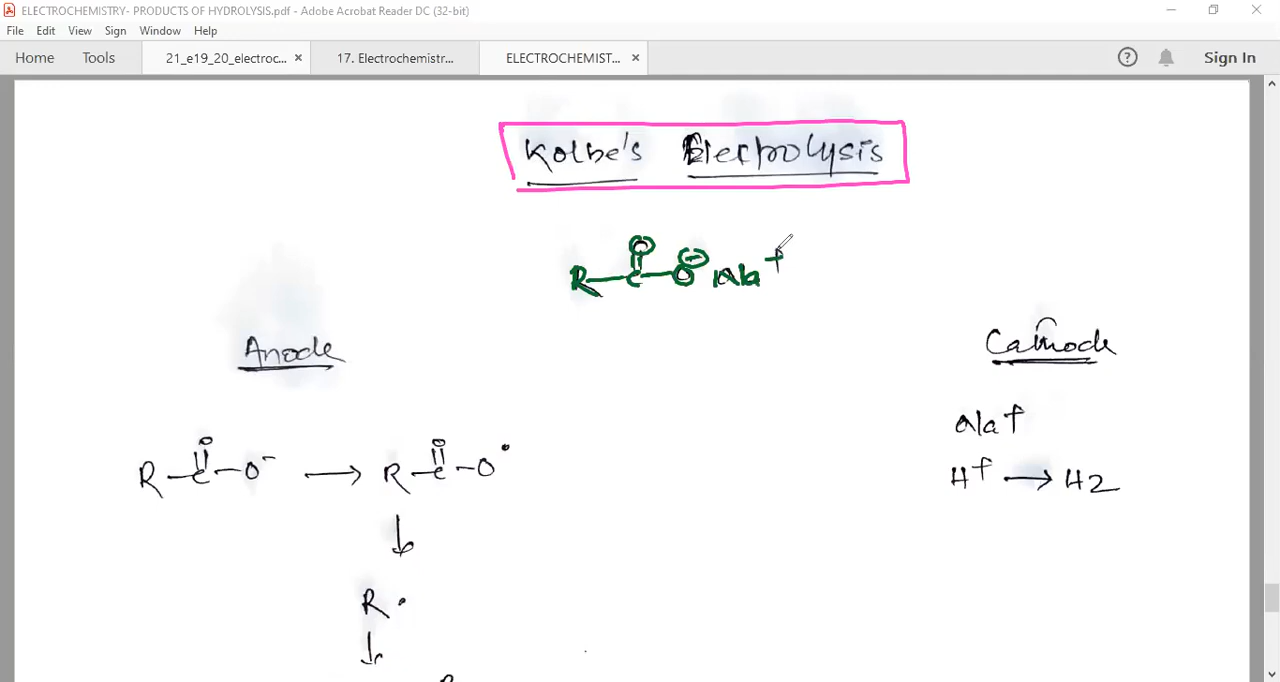 ELECTROCHEMISTRY- PRODUCTS OF HYDROLYSIS.pdf - Adobe Acrobat Reader DC (32-bit)
File Edit View Sign Window Help
Home Tools 21_e19_20_electroc... × 17. Electrochemistr... ELECTROCHEMIST... × Sign In
Kolbe's Electrolysis
O
R-C-O⊖ Na+
Anode
Cathode
Na+
O O
R-C-O- → R-C-O•
H+ → H2
↓
R•
↓
R